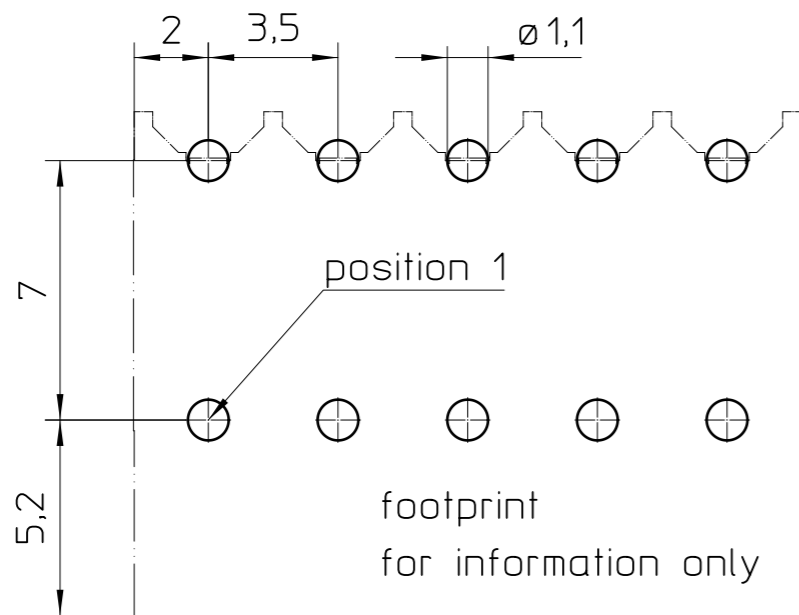 2
3,5
ø1,1
position 1
7
5,2
footprint
for information only